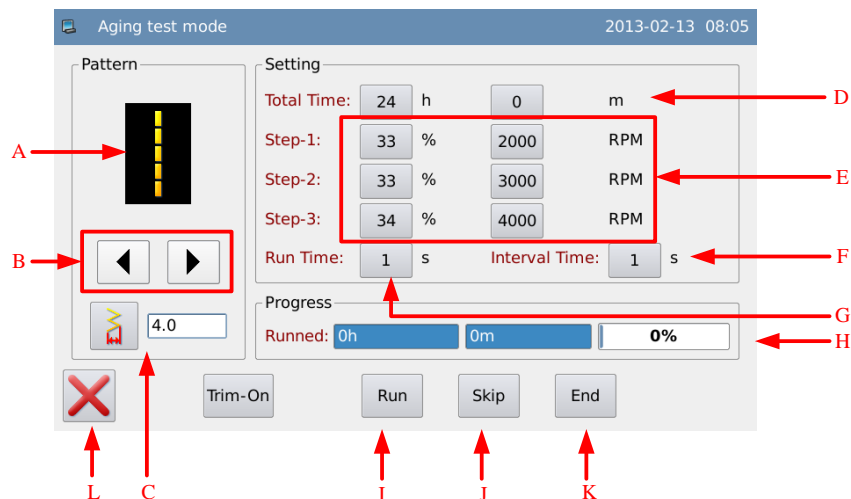 Aging test mode 2013-02-13 08:05
Pattern
Setting
Total Time: 24 h 0 m
D
A
Step-1: 33 % 2000 RPM
Step-2: 33 % 3000 RPM
E
Step-3: 34 % 4000 RPM
B
Run Time: 1 s Interval Time: 1 s
F
G
Progress
4.0
Runned: 0h 0m 0%
H
Trim-On Run Skip End
L C I J K